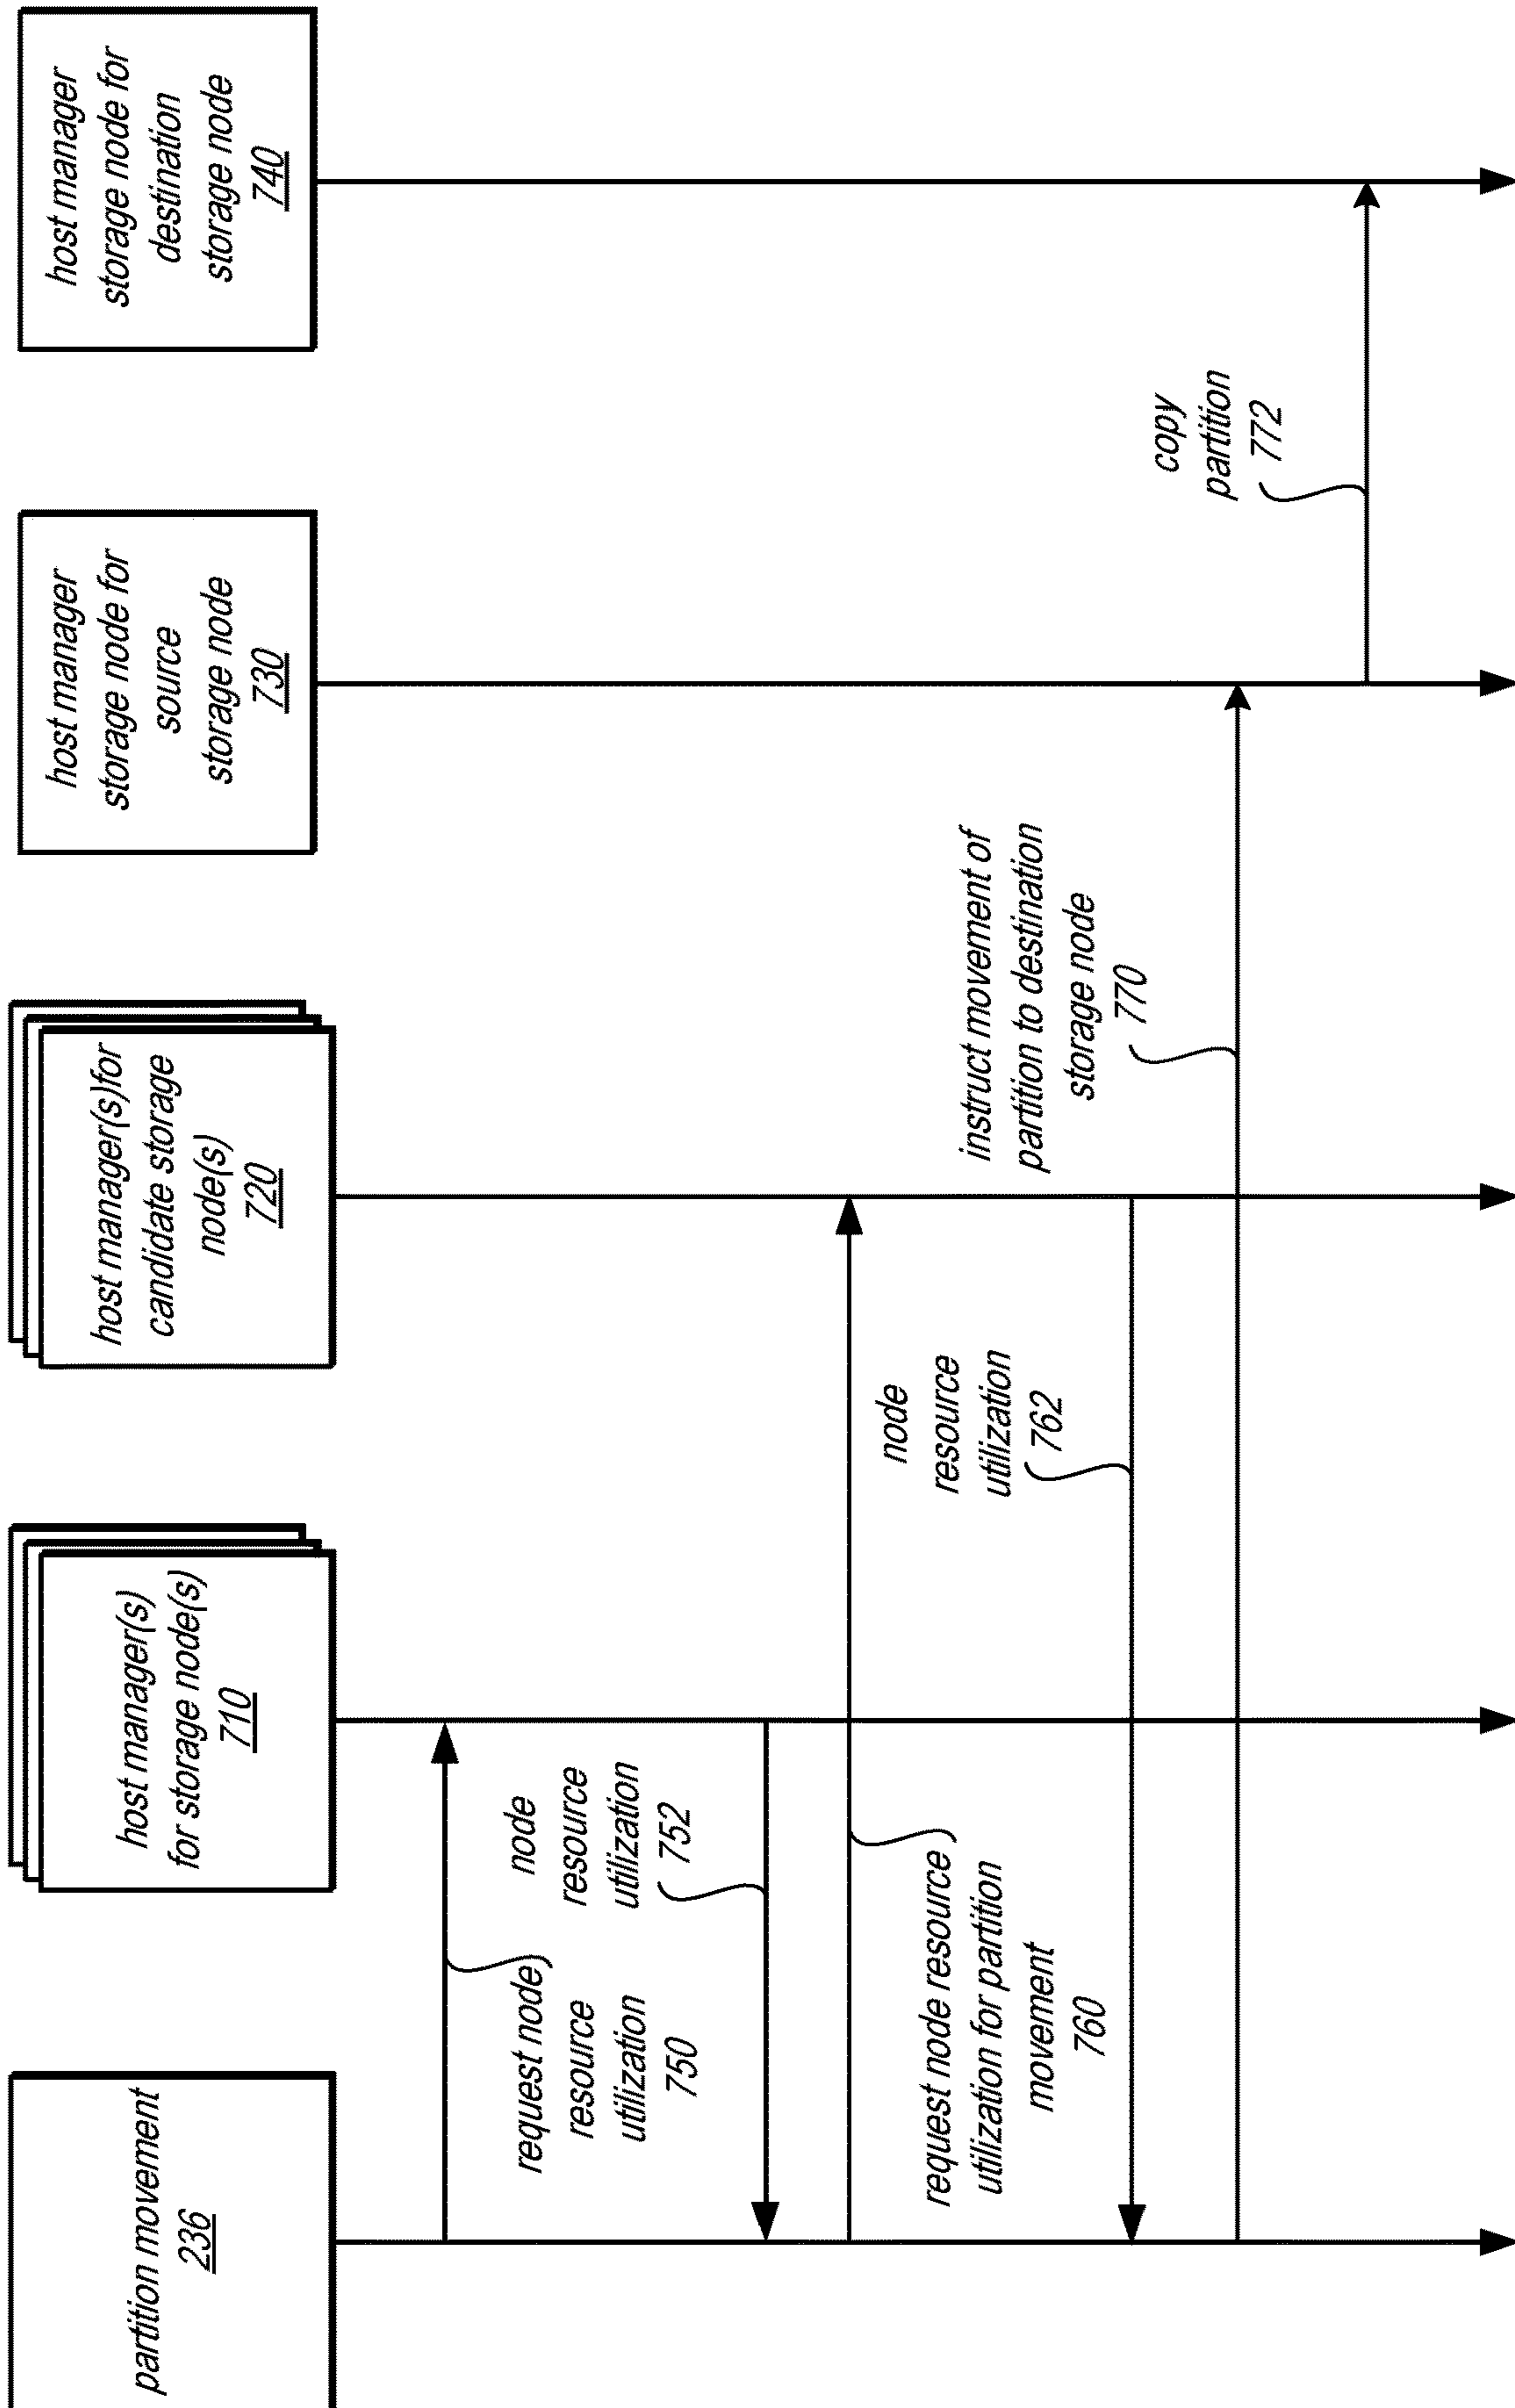 partition movement
236
host manager(s)
for storage node(s)
710
host manager(s)for
candidate storage
node(s)
720
host manager
storage node for
source
storage node
730
host manager
storage node for
destination
storage node
740
request node
resource
utilization
750
node
resource
utilization
752
request node resource
utilization for partition
movement
760
node
resource
utilization
762
instruct movement of
partition to destination
storage node
770
copy
partition
772